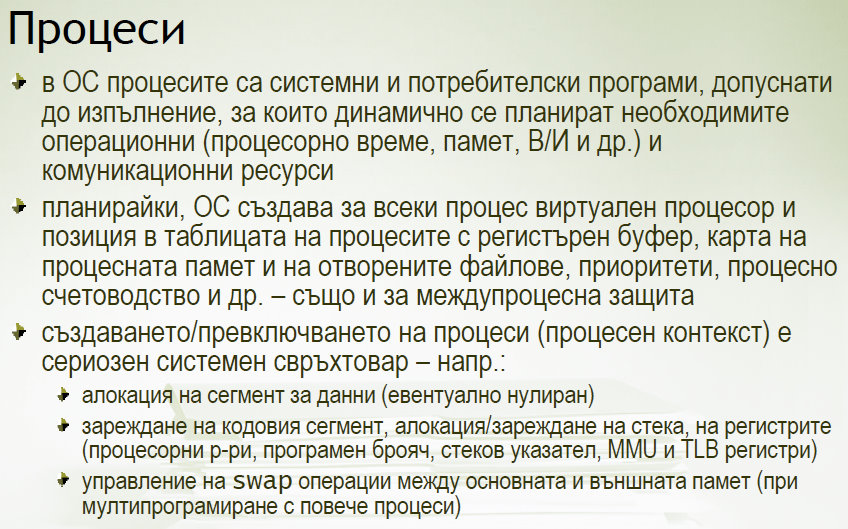 Процеси
в ОС процесите са системни и потребителски програми, допуснати
до изпълнение, за които динамично се планират необходимите
операционни (процесорно време, памет, В/И и др.) и
комуникационни ресурси
планирайки, ОС създава за всеки процес виртуален процесор и
позиция в таблицата на процесите с регистърен буфер, карта на
процесната памет и на отворените файлове, приоритети, процесно
счетоводство и др. – също и за междупроцесна защита
създаването/превключването на процеси (процесен контекст) е
сериозен системен свръхтовар – напр.:
алокация на сегмент за данни (евентуално нулиран)
зареждане на кодовия сегмент, алокация/зареждане на стека, на регистрите
(процесорни р-ри, програмен брояч, стеков указател, MMU и TLB регистри)
управление на swap операции между основната и външната памет (при
мултипрограмиране с повече процеси)